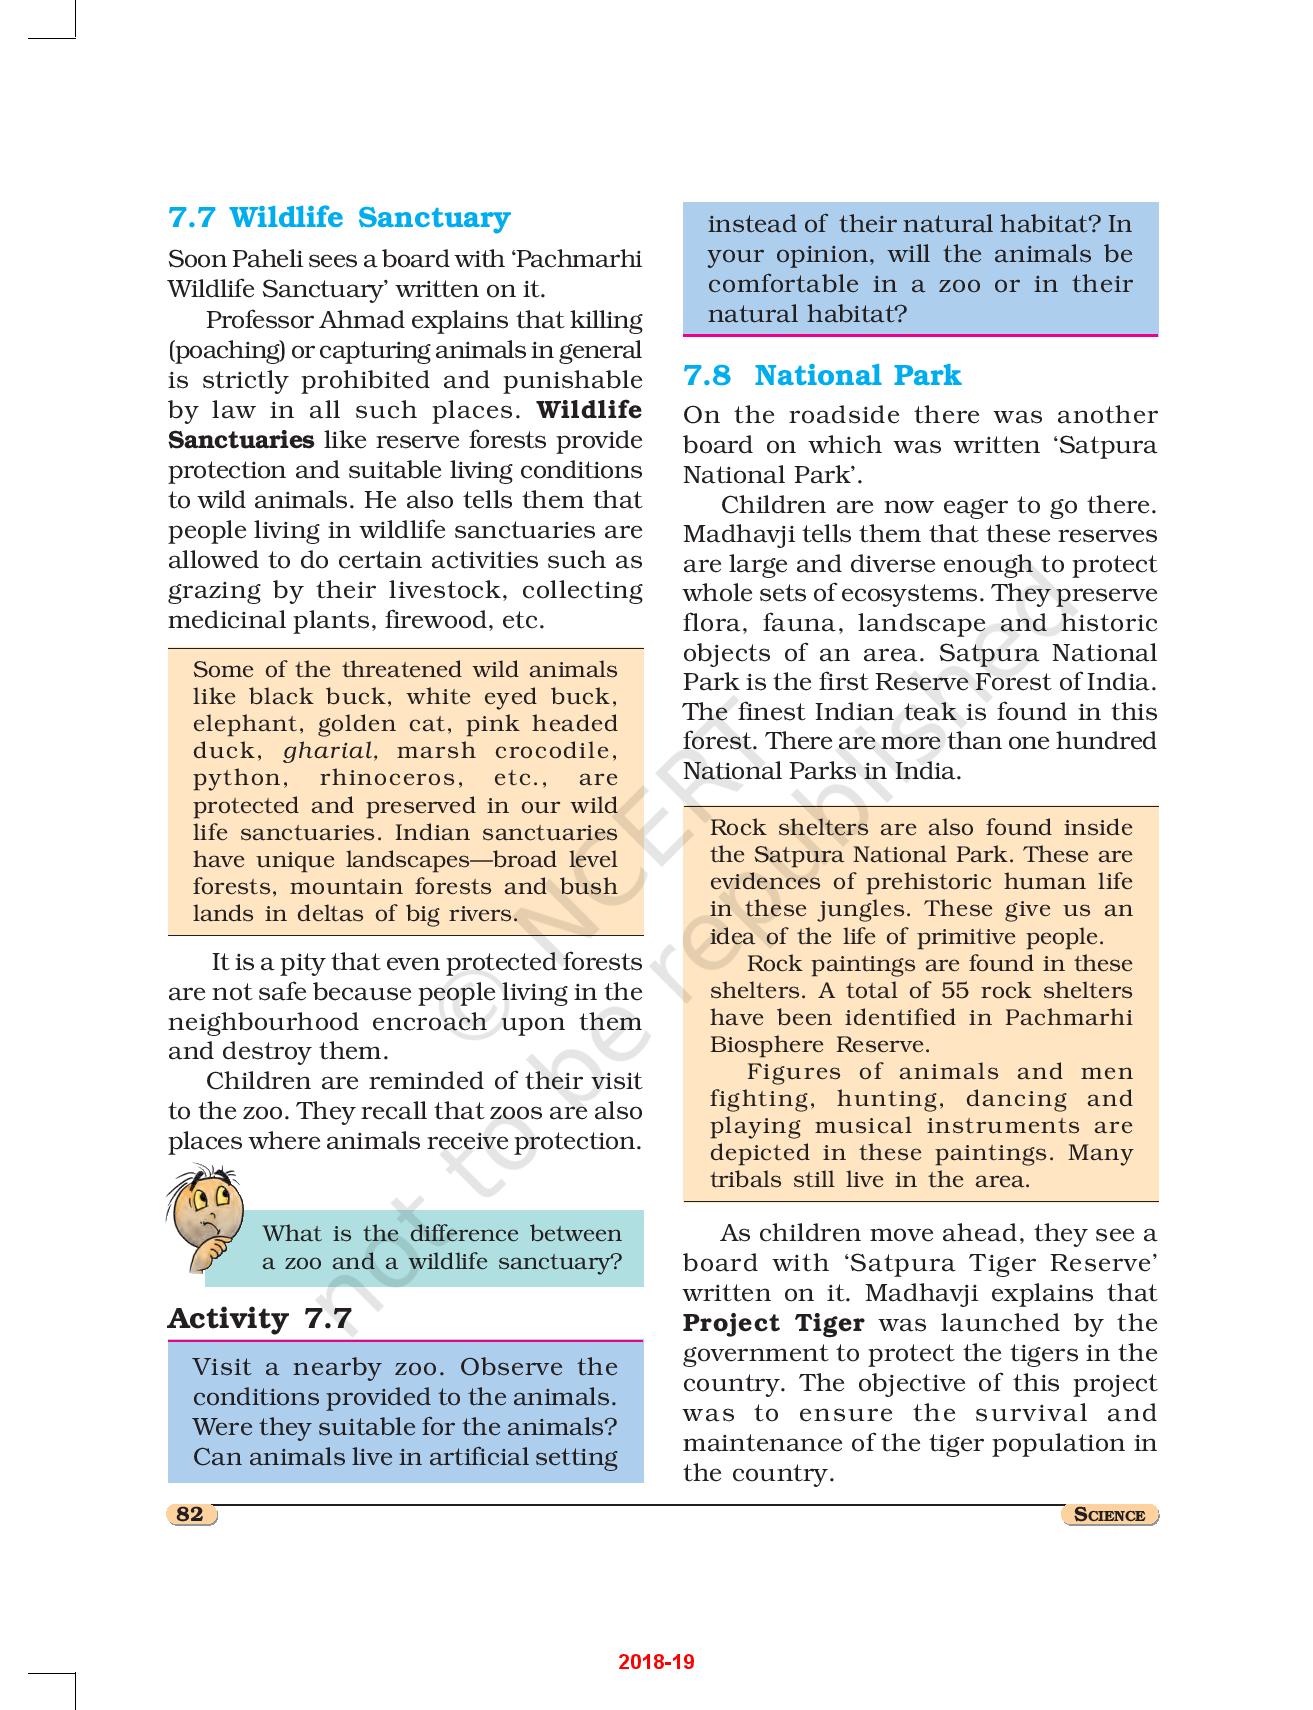 7.7 Wildlife Sanctuary
Soon Paheli sees a board with ‘Pachmarhi
Wildlife Sanctuary’ written on it.
Professor Ahmad explains that killing
(poaching) or capturing animals in general
is strictly prohibited and punishable
by law in all such places. Wildlife
Sanctuaries like reserve forests provide
protection and suitable living conditions
to wild animals. He also tells them that
people living in wildlife sanctuaries are
allowed to do certain activities such as
grazing by their livestock, collecting
medicinal plants, firewood, etc.
Some of the threatened wild animals
like black buck, white eyed buck,
elephant, golden cat, pink headed
duck, gharial, marsh crocodile,
python, rhinoceros, etc., are
protected and preserved in our wild
life sanctuaries. Indian sanctuaries
have unique landscapes—broad level
forests, mountain forests and bush
lands in deltas of big rivers.
It is a pity that even protected forests
are not safe because people living in the
neighbourhood encroach upon them
and destroy them.
Children are reminded of their visit
to the zoo. They recall that zoos are also
places where animals receive protection.
What is the difference between
a zoo and a wildlife sanctuary?
Activity 7.7
Visit a nearby zoo. Observe the
conditions provided to the animals.
Were they suitable for the animals?
Can animals live in artificial setting
instead of their natural habitat? In
your opinion, will the animals be
comfortable in a zoo or in their
natural habitat?
7.8 National Park
On the roadside there was another
board on which was written ‘Satpura
National Park’.
Children are now eager to go there.
Madhavji tells them that these reserves
are large and diverse enough to protect
whole sets of ecosystems. They preserve
flora, fauna, landscape and historic
objects of an area. Satpura National
Park is the first Reserve Forest of India.
The finest Indian teak is found in this
forest. There are more than one hundred
National Parks in India.
Rock shelters are also found inside
the Satpura National Park. These are
evidences of prehistoric human life
in these jungles. These give us an
idea of the life of primitive people.
Rock paintings are found in these
shelters. A total of 55 rock shelters
have been identified in Pachmarhi
Biosphere Reserve.
Figures of animals and men
fighting, hunting, dancing and
playing musical instruments are
depicted in these paintings. Many
tribals still live in the area.
As children move ahead, they see a
board with ‘Satpura Tiger Reserve’
written on it. Madhavji explains that
Project Tiger was launched by the
government to protect the tigers in the
country. The objective of this project
was to ensure the survival and
maintenance of the tiger population in
the country.
© NCERT
not to be republished
82
SCIENCE
2018-19